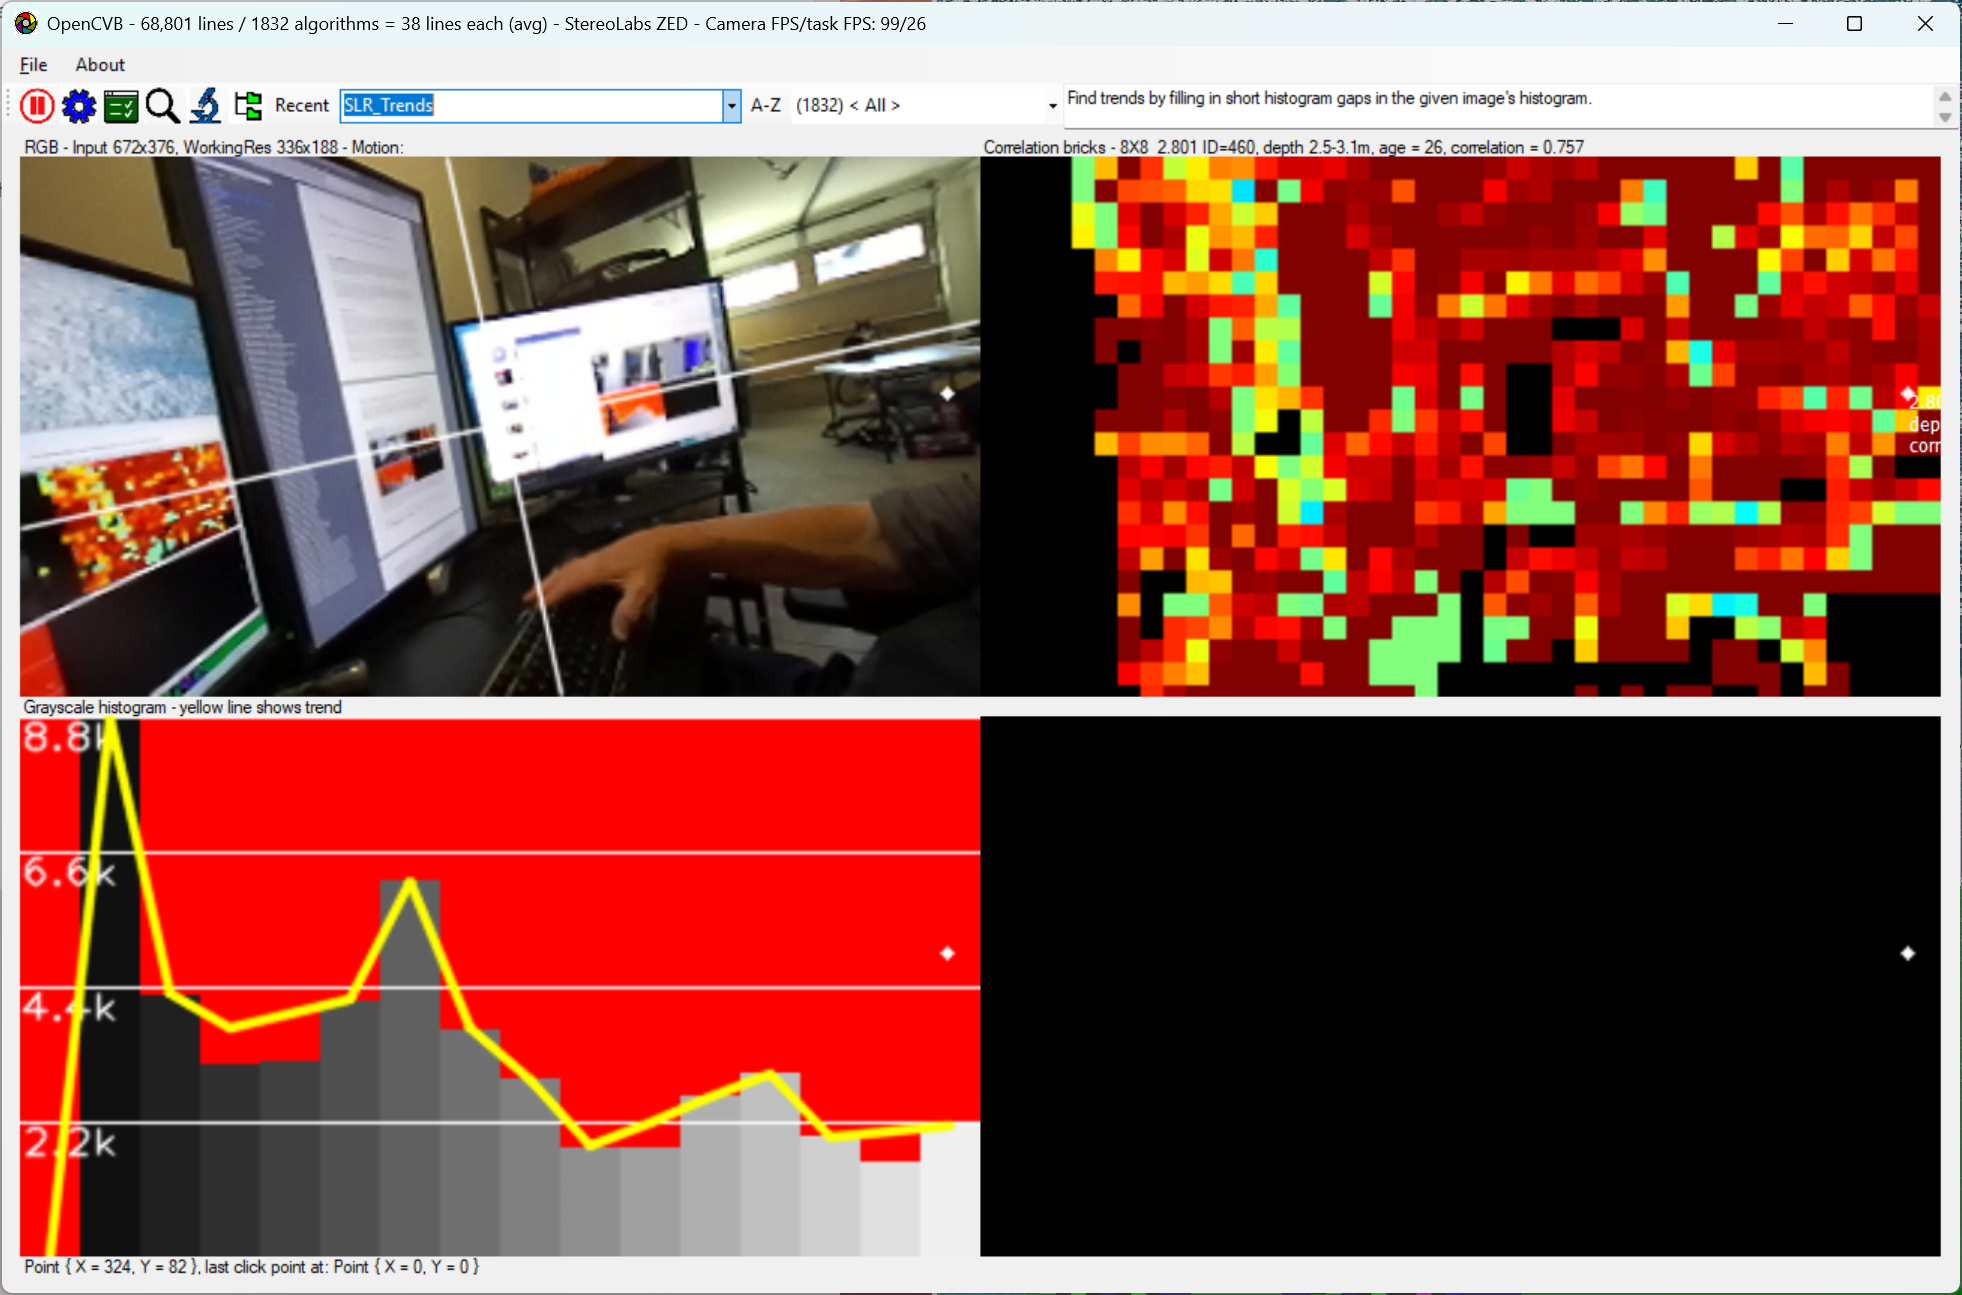 OpenCVB - 68,801 lines / 1832 algorithms = 38 lines each (avg) - StereoLabs ZED - Camera FPS/task FPS: 99/26
File About
Recent SLR_Trends A-Z (1832) < All > Find trends by filling in short histogram gaps in the given image's histogram.
RGB - Input 672x376, WorkingRes 336x188 - Motion:
Correlation bricks - 8X8 2.801 ID=460, depth 2.5-3.1m, age = 26, correlation = 0.757
2.80
dep
corr
Grayscale histogram - yellow line shows trend
8.8k
6.6k
4.4k
2.2k
Point { X = 324, Y = 82 }, last click point at: Point { X = 0, Y = 0 }